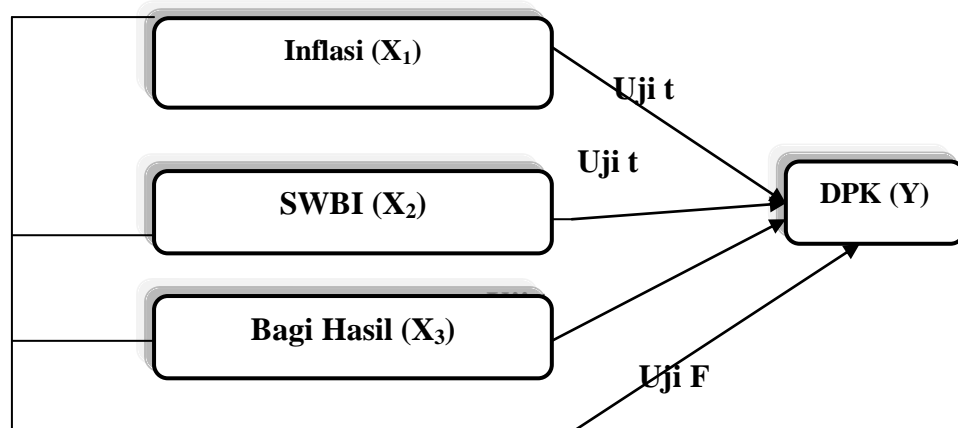 Inflasi (X₁)
Uji t
Uji t
SWBI (X₂)
DPK (Y)
Bagi Hasil (X₃)
Uji F